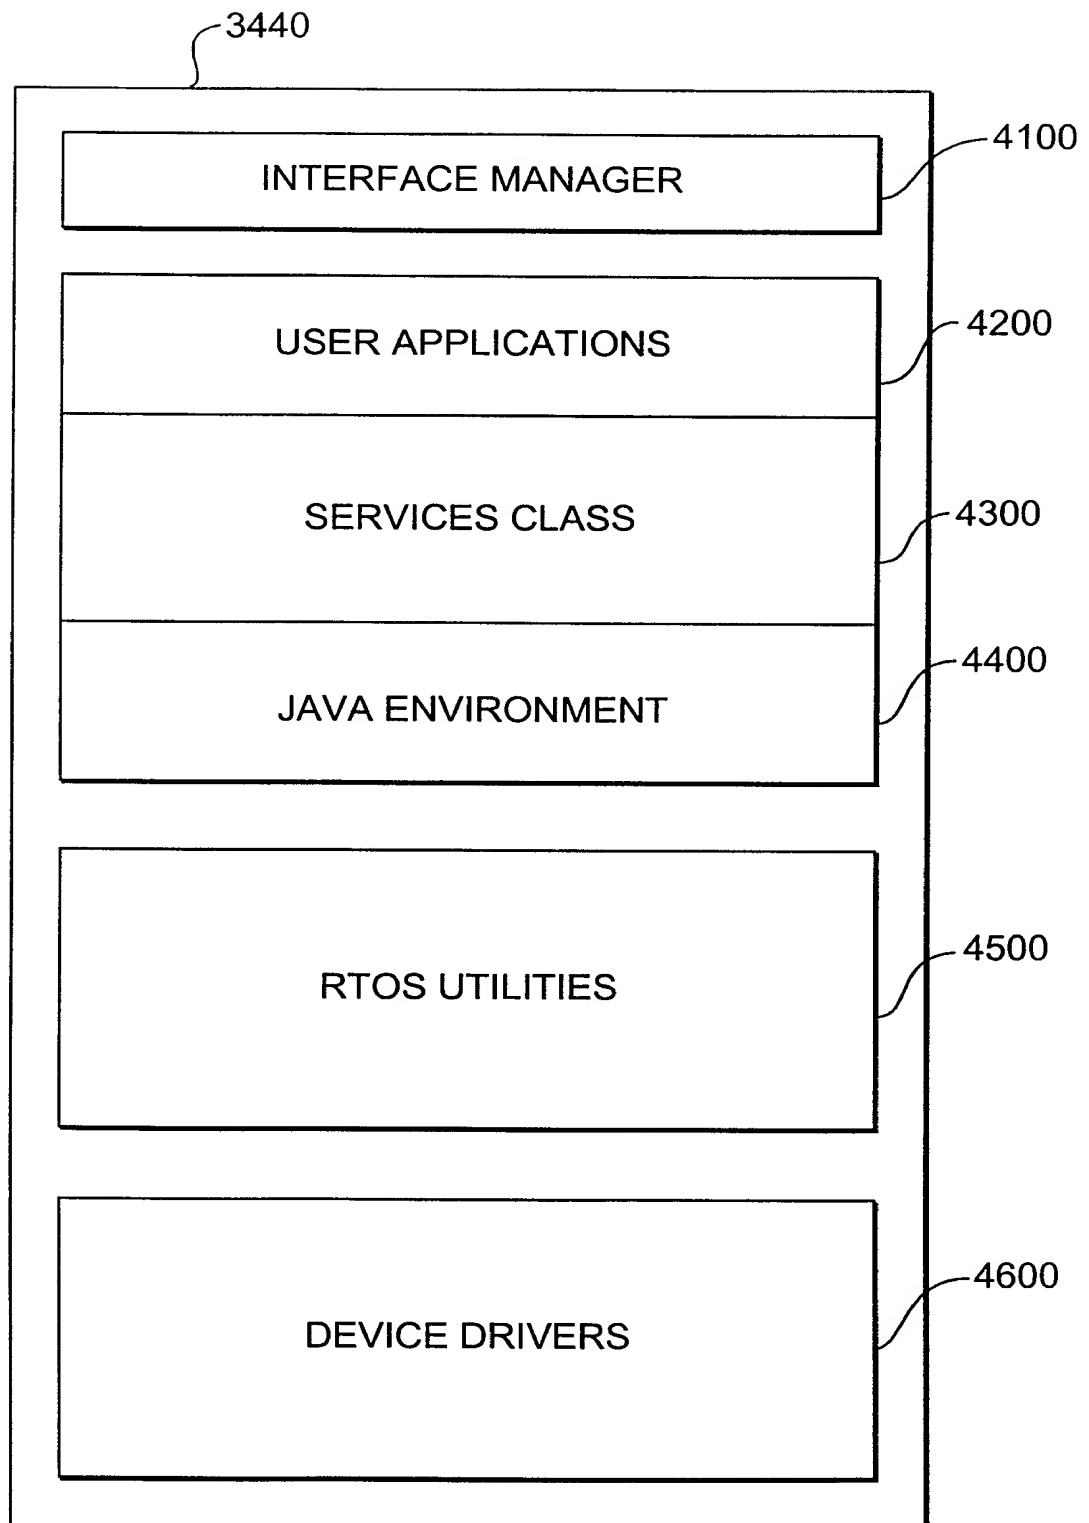 3440
INTERFACE MANAGER
4100
USER APPLICATIONS
4200
SERVICES CLASS
4300
JAVA ENVIRONMENT
4400
RTOS UTILITIES
4500
DEVICE DRIVERS
4600